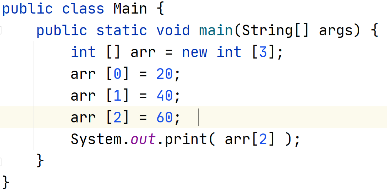 public class Main {
    public static void main(String[] args) {
        int [] arr = new int [3];
        arr [0] = 20;
        arr [1] = 40;
        arr [2] = 60;
        System.out.print( arr[2] );
    }
}